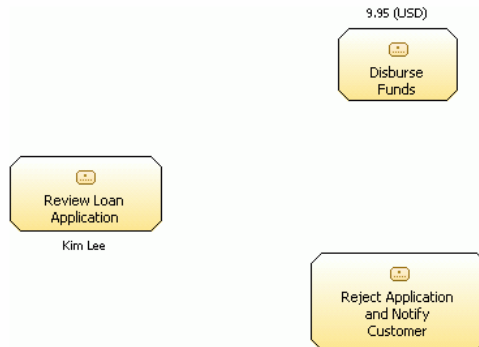 9.95 (USD)
Disburse
Funds
Review Loan
Application
Kim Lee
Reject Application
and Notify
Customer